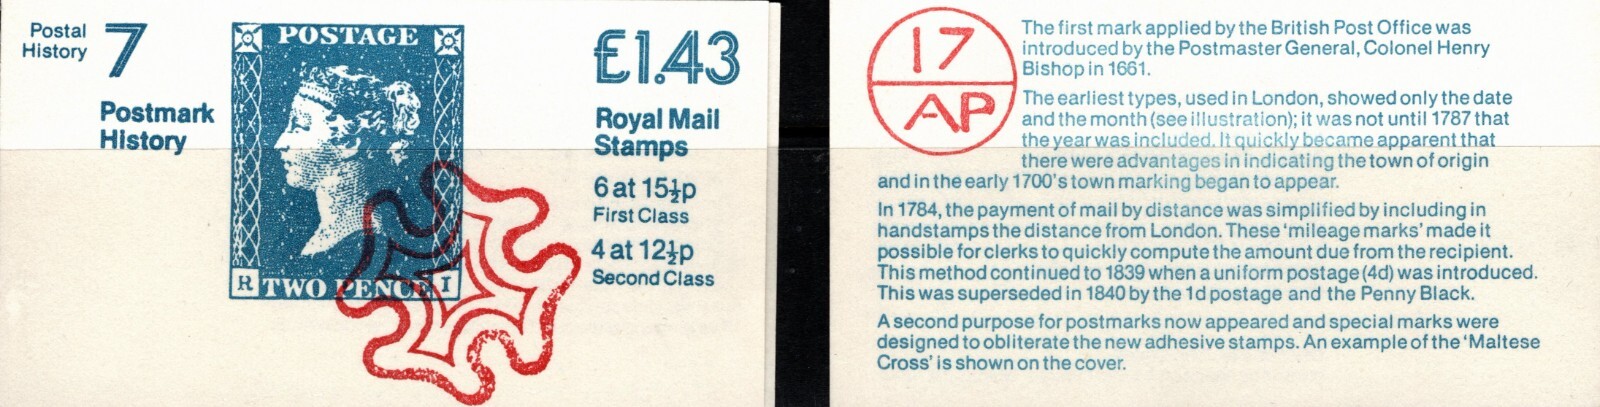 Postal
History
7
Postmark
History
POSTAGE
R
TWO PENCE
I
£1.43
Royal Mail
Stamps
6 at 15½p
First Class
4 at 12½p
Second Class
17
AP
The first mark applied by the British Post Office was
introduced by the Postmaster General, Colonel Henry
Bishop in 1661.
The earliest types, used in London, showed only the date
and the month (see illustration); it was not until 1787 that
the year was included. It quickly became apparent that
there were advantages in indicating the town of origin
and in the early 1700's town marking began to appear.
In 1784, the payment of mail by distance was simplified by including in
handstamps the distance from London. These 'mileage marks' made it
possible for clerks to quickly compute the amount due from the recipient.
This method continued to 1839 when a uniform postage (4d) was introduced.
This was superseded in 1840 by the 1d postage and the Penny Black.
A second purpose for postmarks now appeared and special marks were
designed to obliterate the new adhesive stamps. An example of the 'Maltese
Cross' is shown on the cover.